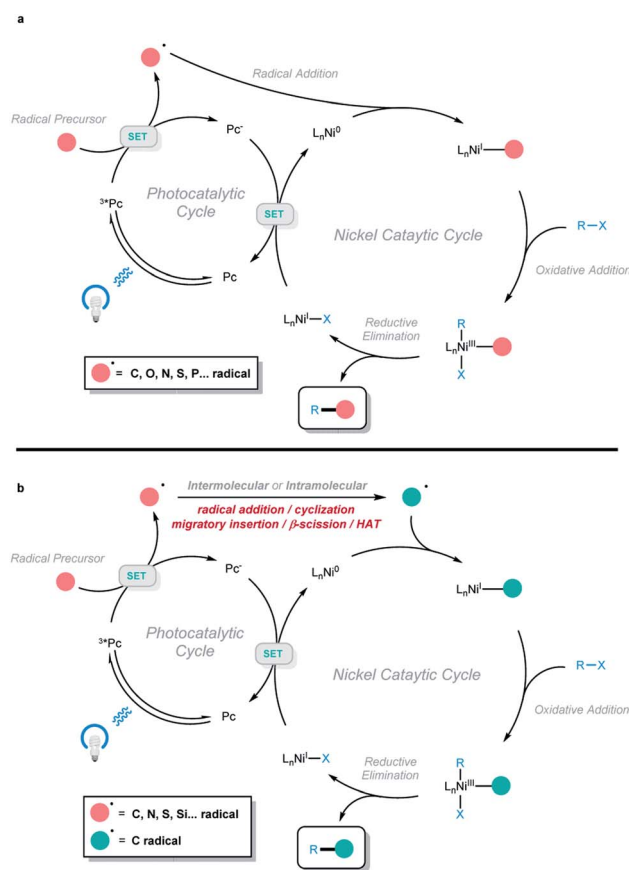 a
Radical Addition
Radical Precursor
SET
Pc-
LnNi0
LnNiI
3*Pc
Photocatalytic
Cycle
SET
Nickel Cataytic Cycle
R–X
Oxidative Addition
Pc
LnNiI–X
Reductive
Elimination
R
LnNiIII
X
• = C, O, N, S, P... radical
R
b
Intermolecular or Intramolecular
radical addition / cyclization
migratory insertion / β-scission / HAT
Radical Precursor
SET
Pc-
LnNi0
LnNiI
3*Pc
Photocatalytic
Cycle
SET
Nickel Cataytic Cycle
R–X
Oxidative Addition
Pc
LnNiI–X
Reductive
Elimination
R
LnNiIII
X
• = C, N, S, Si... radical
• = C radical
R